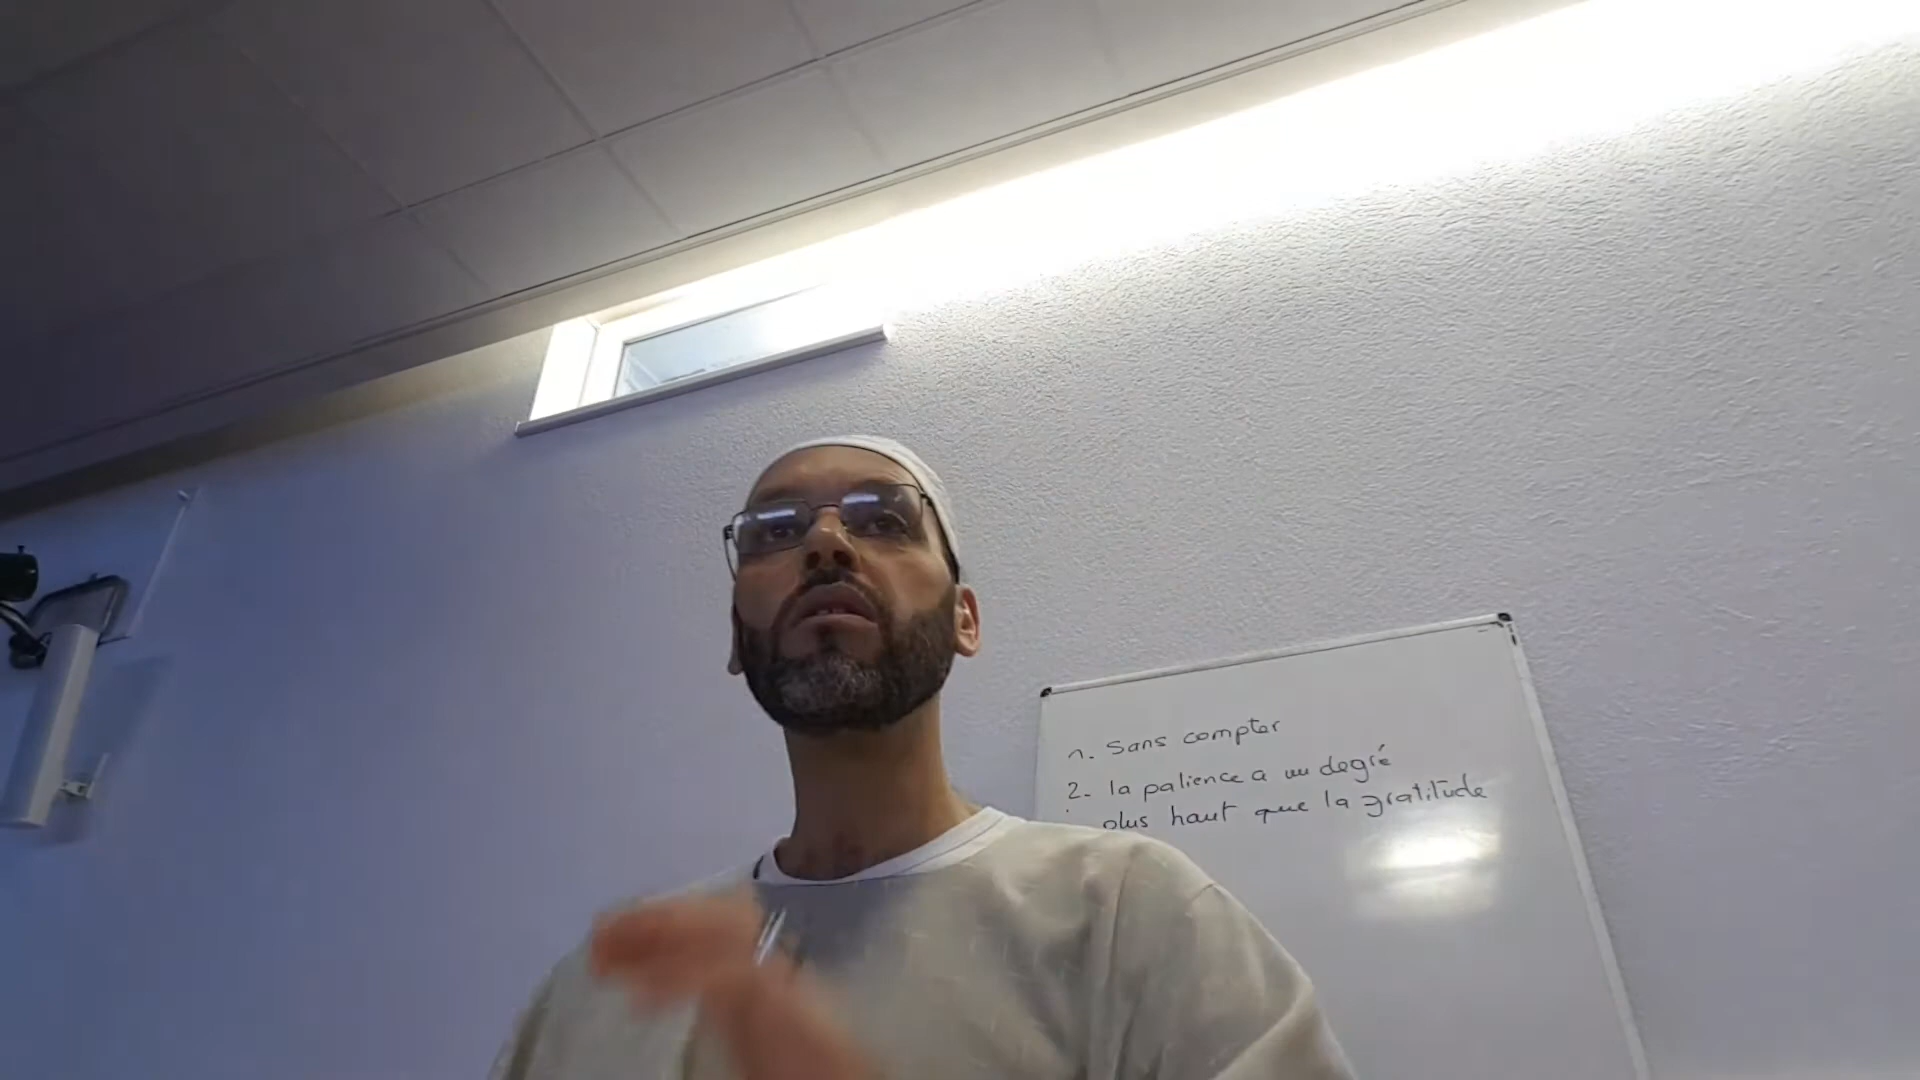 1. Sans compter
2. la patience a un degré
plus haut que la gratitude